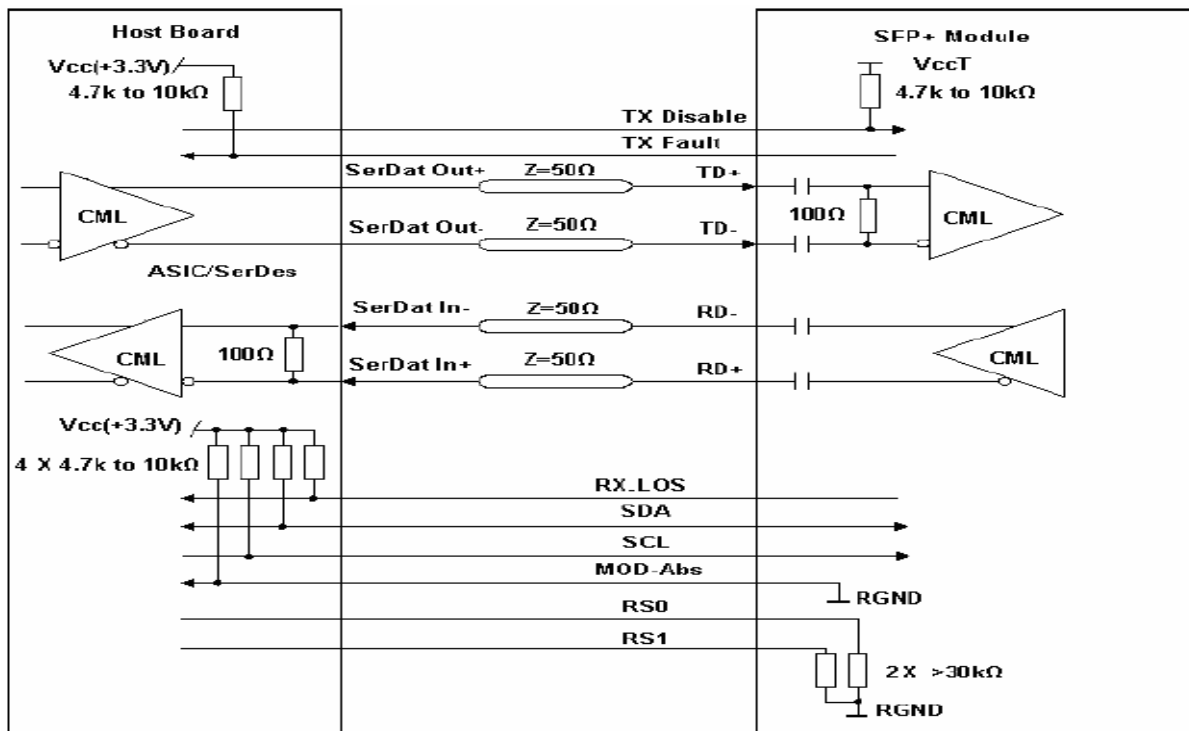 Host Board
SFP+ Module
Vcc(+3.3V)
4.7k to 10kΩ
VccT
4.7k to 10kΩ
TX Disable
TX Fault
SerDat Out+
Z=50Ω
TD+
CML
100Ω
CML
SerDat Out-
Z=50Ω
TD-
ASIC/SerDes
SerDat In-
Z=50Ω
RD-
CML
100Ω
CML
SerDat In+
Z=50Ω
RD+
Vcc(+3.3V)
4 X 4.7k to 10kΩ
RX_LOS
SDA
SCL
MOD-Abs
RGND
RS0
RS1
2X >30kΩ
RGND